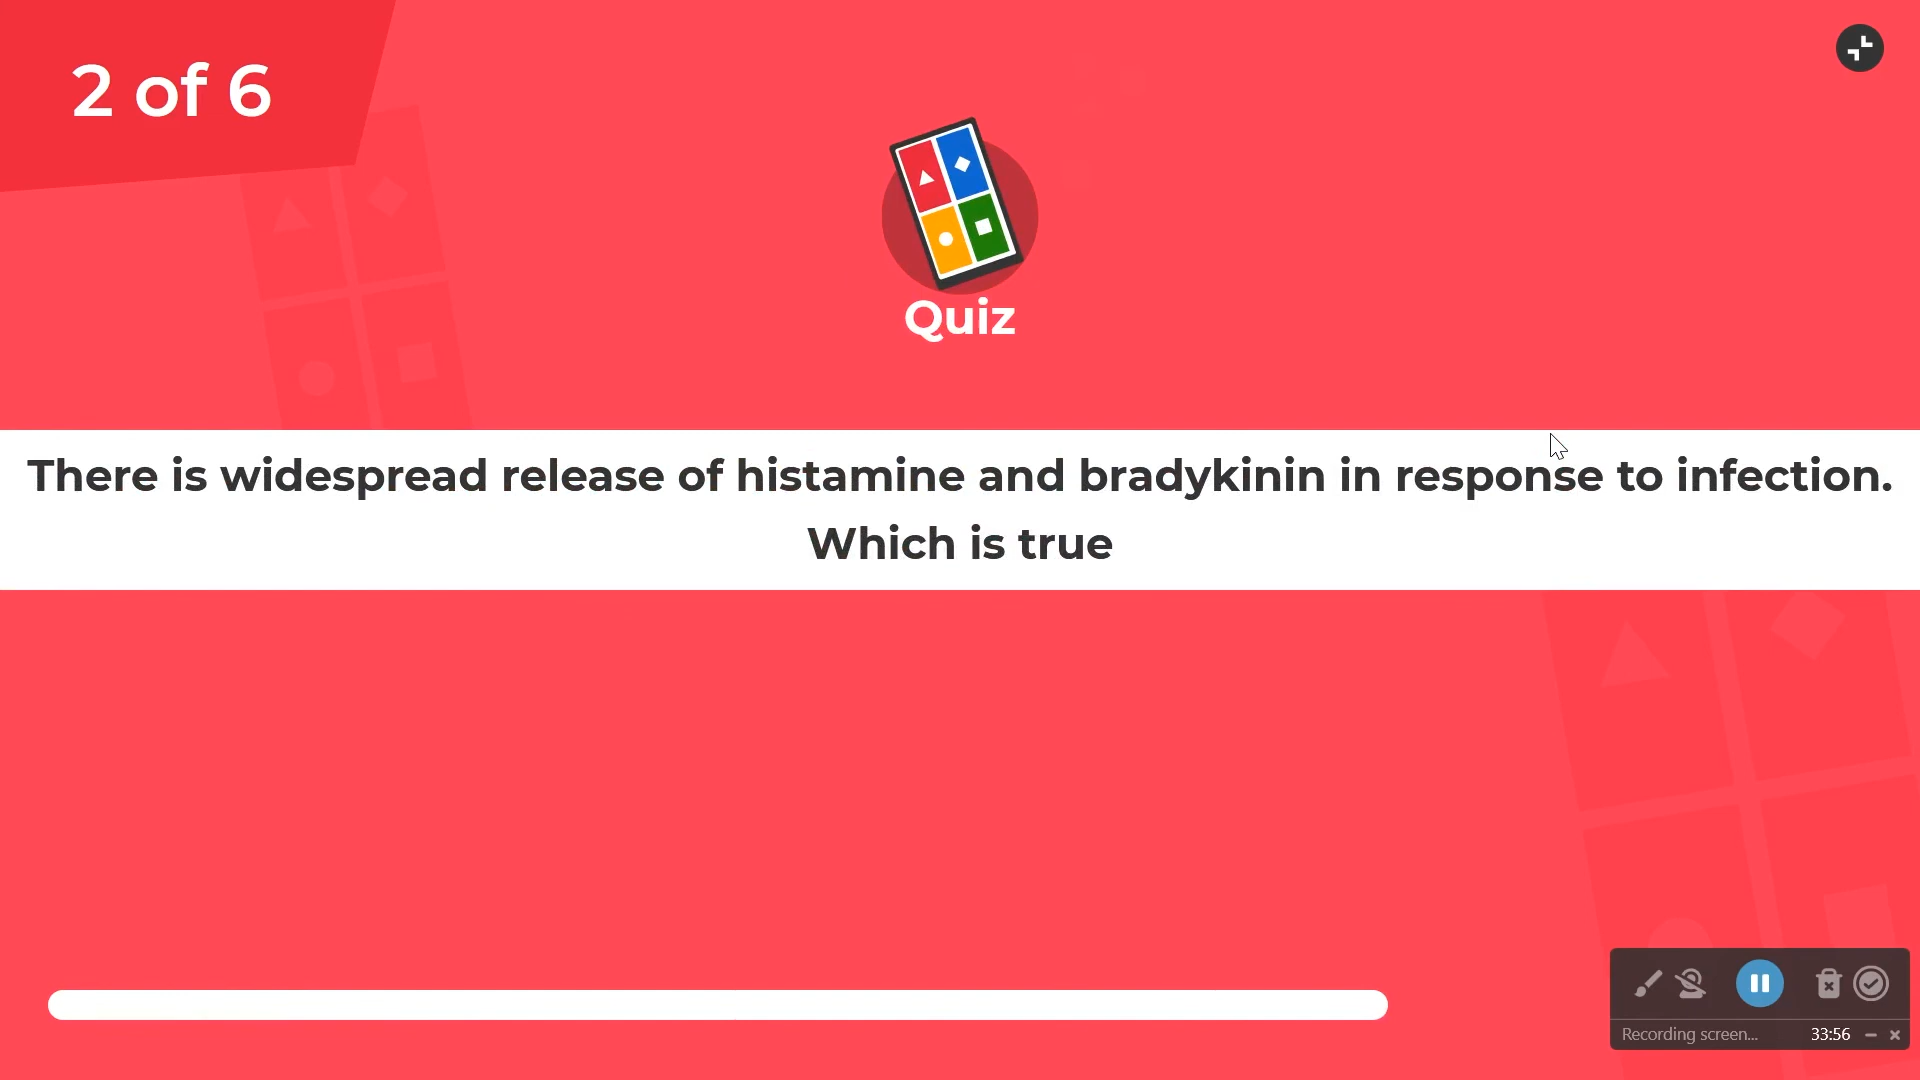 2 of 6
Quiz
There is widespread release of histamine and bradykinin in response to infection.
Which is true
Recording screen...
33:56